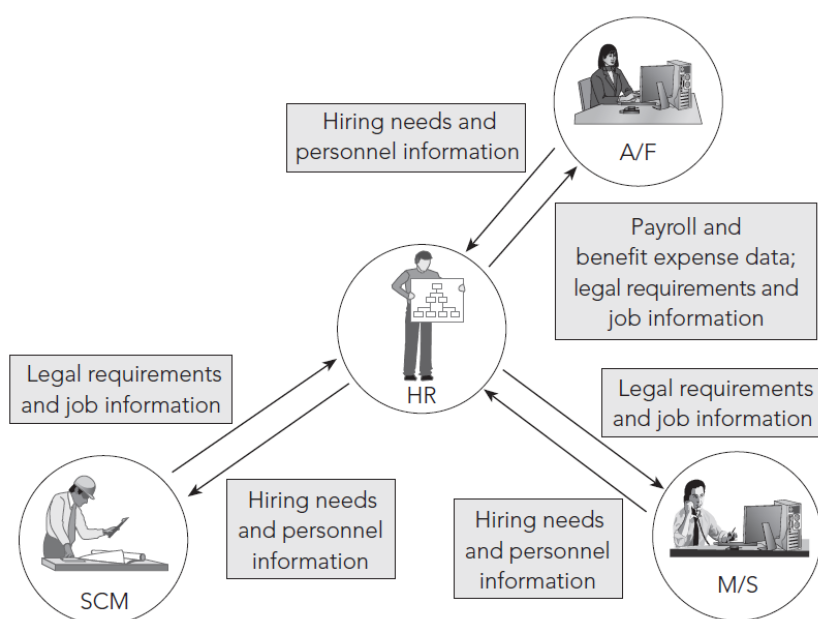 Hiring needs and
personnel information
A/F
Payroll and
benefit expense data;
legal requirements and
job information
HR
Legal requirements
and job information
Legal requirements
and job information
Hiring needs
and personnel
information
Hiring needs
and personnel
information
SCM
M/S